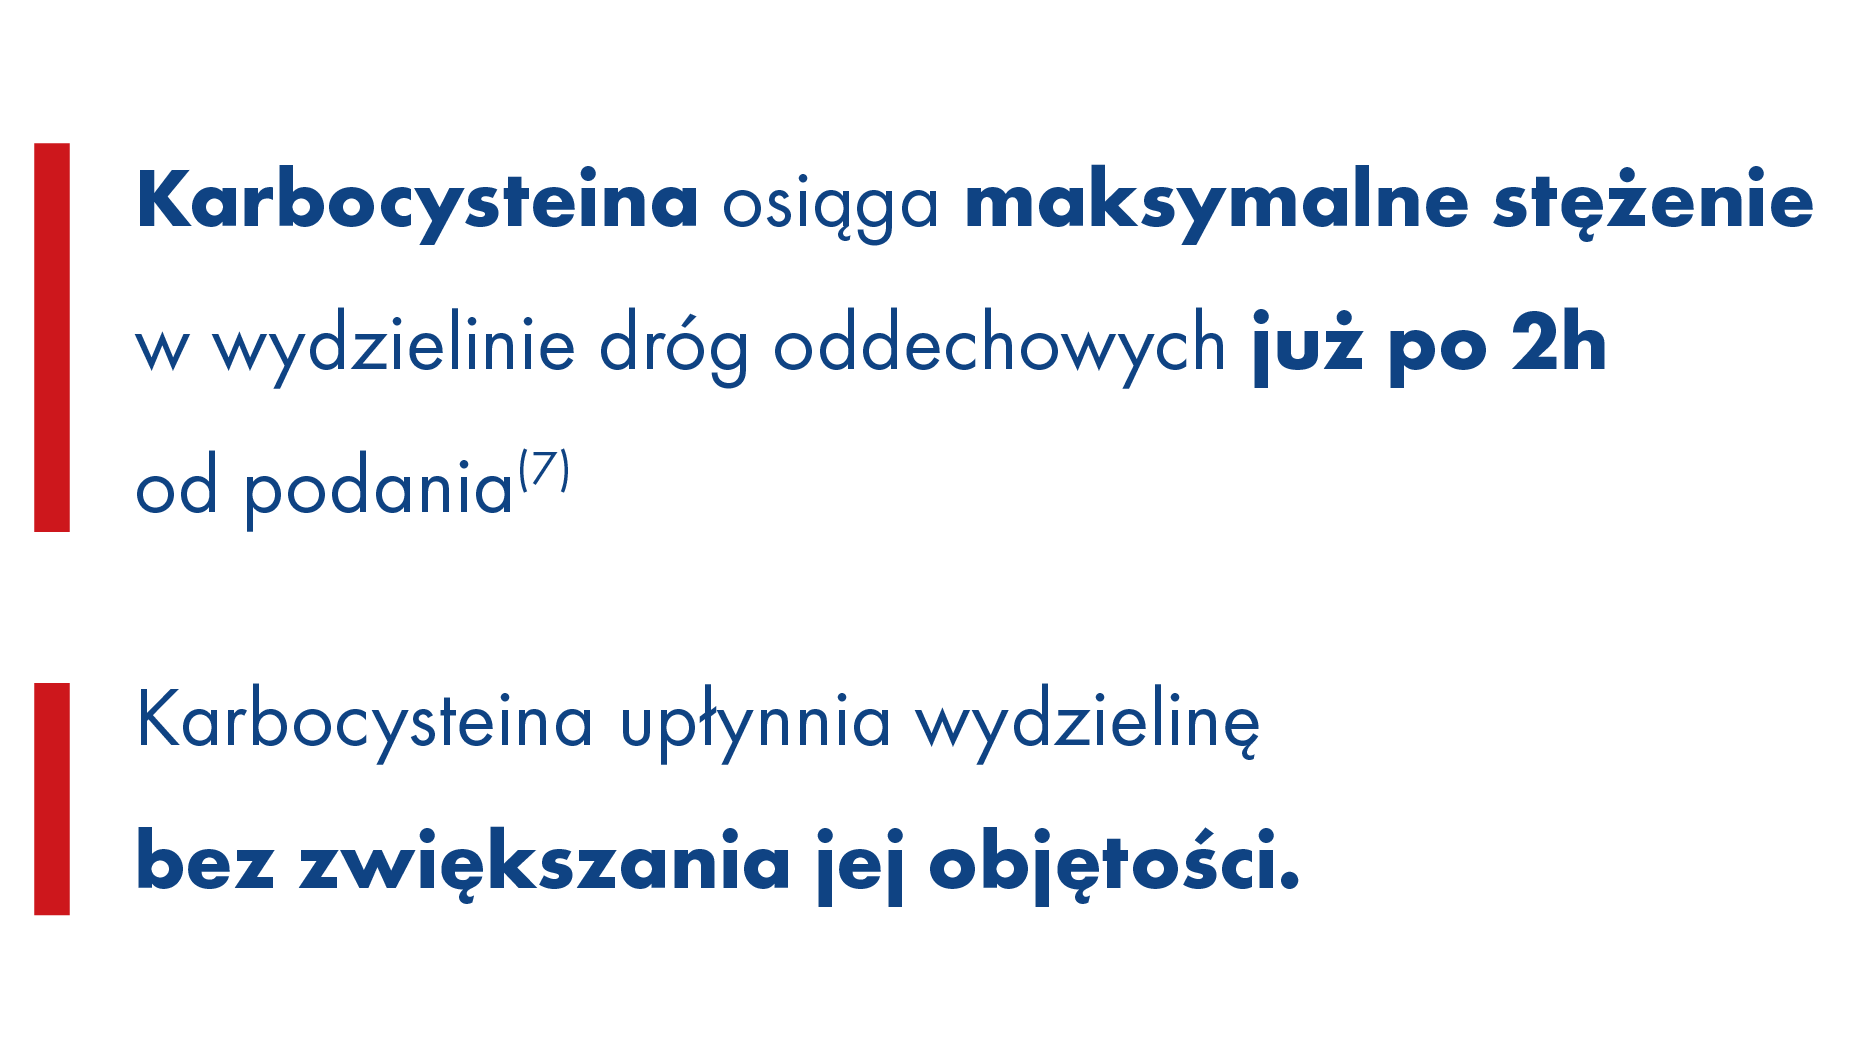 Karbocysteina osiąga maksymalne stężenie
w wydzielinie dróg oddechowych już po 2h
od podania(7)
Karbocysteina upłynnia wydzielinę
bez zwiększania jej objętości.